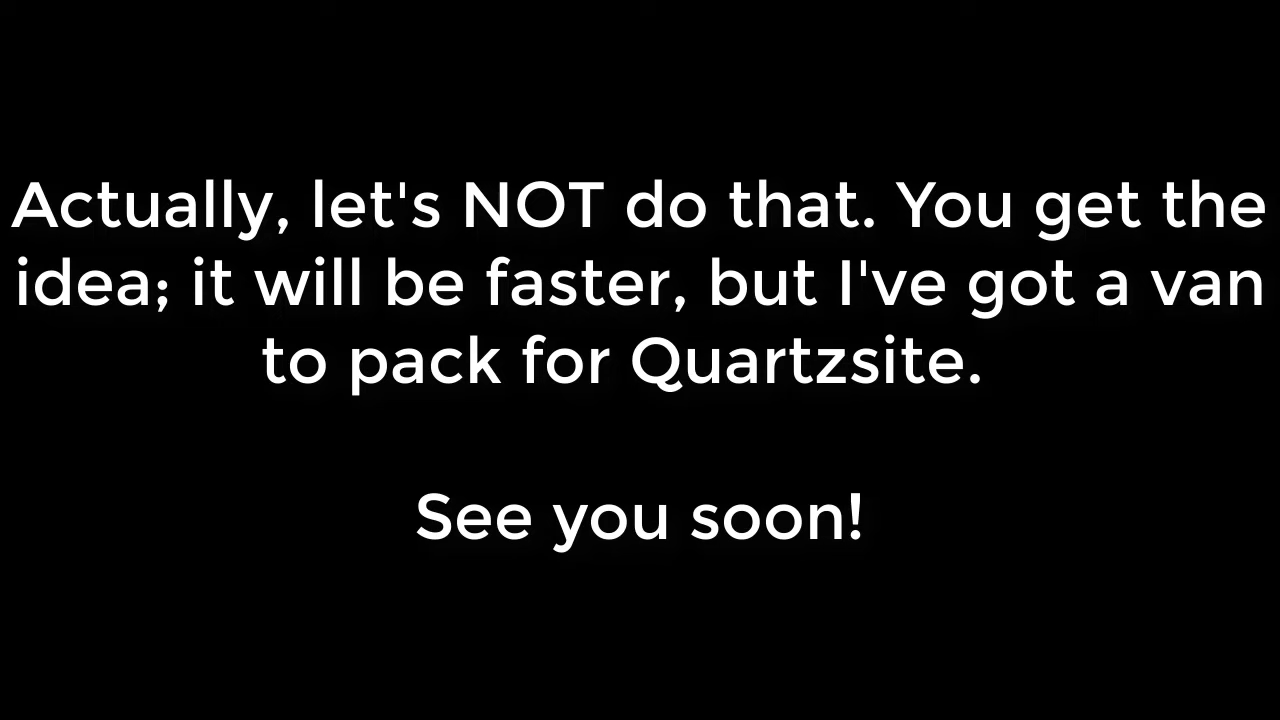 Actually, let's NOT do that. You get the
idea; it will be faster, but I've got a van
to pack for Quartzsite.
See you soon!